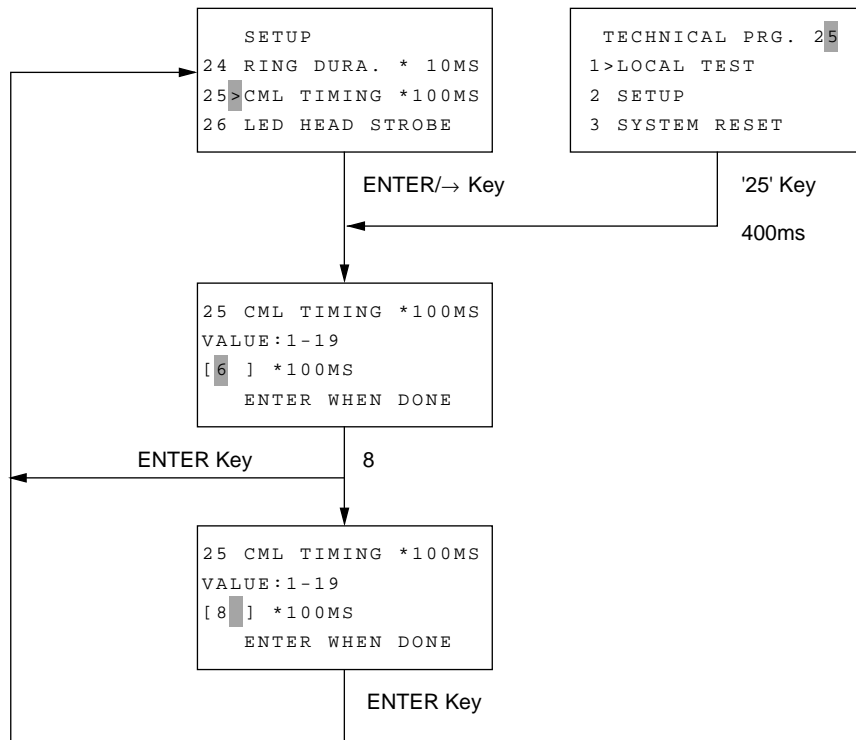 SETUP
24 RING DURA. * 10MS
25>CML TIMING *100MS
26 LED HEAD STROBE
TECHNICAL PRG. 25
1>LOCAL TEST
2 SETUP
3 SYSTEM RESET
ENTER/→ Key
'25' Key
400ms
25 CML TIMING *100MS
VALUE:1-19
[6 ] *100MS
ENTER WHEN DONE
ENTER Key
8
25 CML TIMING *100MS
VALUE:1-19
[8 ] *100MS
ENTER WHEN DONE
ENTER Key